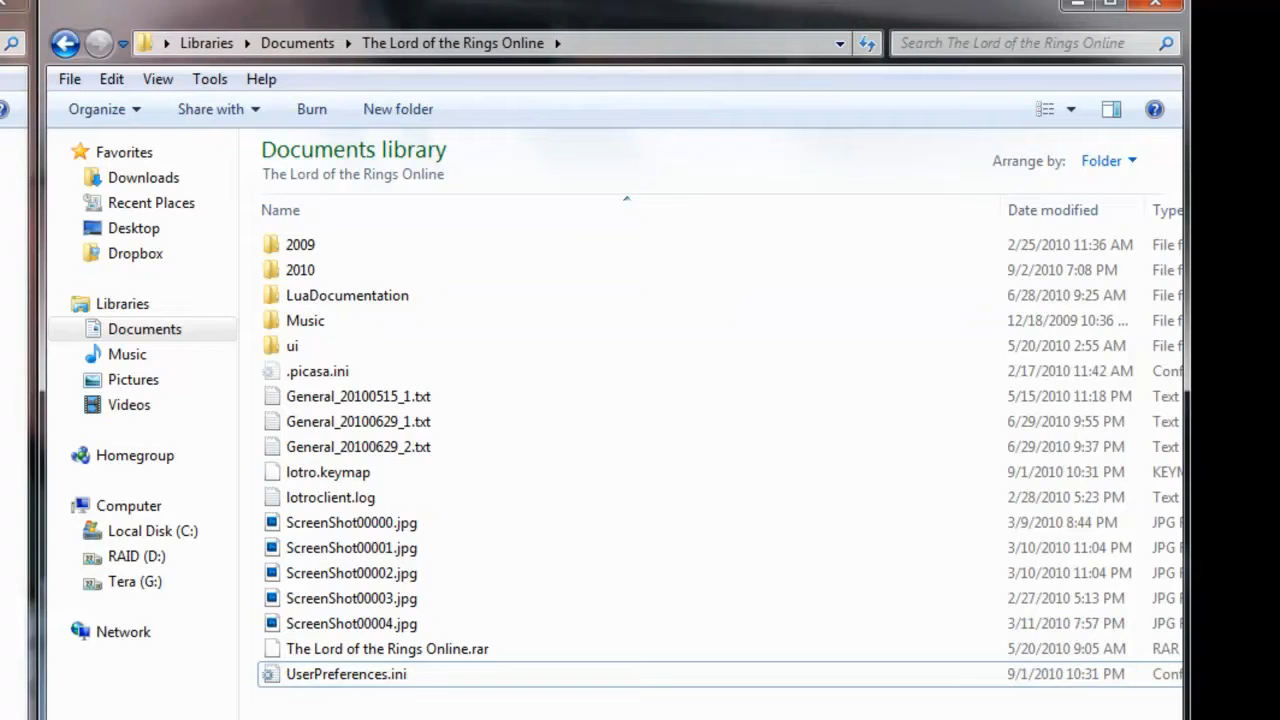 Libraries Documents The Lord of the Rings Online
Search The Lord of the Rings Online
File Edit View Tools Help
Organize Share with Burn New folder
Favorites
Downloads
Recent Places
Desktop
Dropbox
Libraries
Documents
Music
Pictures
Videos
Homegroup
Computer
Local Disk (C:)
RAID (D:)
Tera (G:)
Network
Documents library
The Lord of the Rings Online
Arrange by: Folder
Name Date modified Type
2009 2/25/2010 11:36 AM File f
2010 9/2/2010 7:08 PM File f
LuaDocumentation 6/28/2010 9:25 AM File f
Music 12/18/2009 10:36 ... File f
ui 5/20/2010 2:55 AM File f
.picasa.ini 2/17/2010 11:42 AM Conf
General_20100515_1.txt 5/15/2010 11:18 PM Text
General_20100629_1.txt 6/29/2010 9:55 PM Text
General_20100629_2.txt 6/29/2010 9:37 PM Text
lotro.keymap 9/1/2010 10:31 PM KEYM
lotroclient.log 2/28/2010 5:23 PM Text
ScreenShot00000.jpg 3/9/2010 8:44 PM JPG F
ScreenShot00001.jpg 3/10/2010 11:04 PM JPG F
ScreenShot00002.jpg 3/10/2010 11:04 PM JPG F
ScreenShot00003.jpg 2/27/2010 5:13 PM JPG F
ScreenShot00004.jpg 3/11/2010 7:57 PM JPG F
The Lord of the Rings Online.rar 5/20/2010 9:05 AM RAR
UserPreferences.ini 9/1/2010 10:31 PM Conf